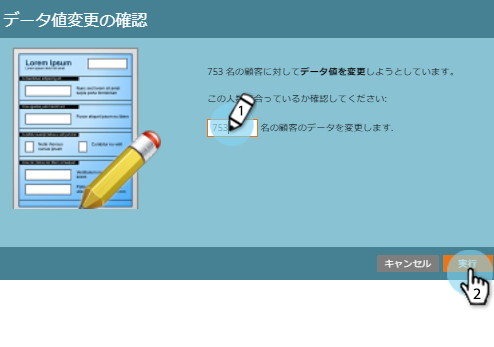 データ値変更の確認
Lorem Ipsum
753 名の顧客に対してデータ値を変更しようとしています。
この人数 合っているか確認してください:
1
753 名の顧客のデータを変更します.
キャンセル
実行
2